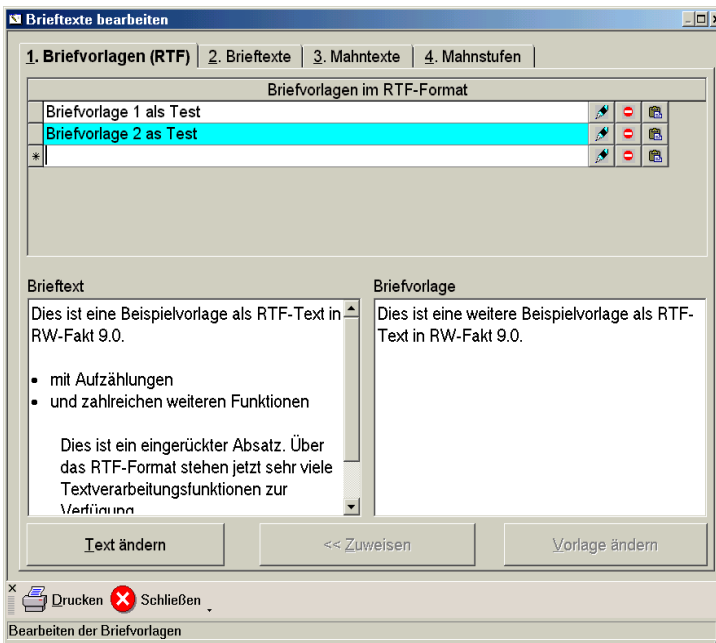 Brieftexte bearbeiten
1. Briefvorlagen (RTF) 2. Brieftexte 3. Mahntexte 4. Mahnstufen
Briefvorlagen im RTF-Format
Briefvorlage 1 als Test
Briefvorlage 2 as Test
Brieftext
Dies ist eine Beispielvorlage als RTF-Text in
RW-Fakt 9.0.
• mit Aufzählungen
• und zahlreichen weiteren Funktionen
Dies ist ein eingerückter Absatz. Über
das RTF-Format stehen jetzt sehr viele
Textverarbeitungsfunktionen zur
Verfügung
Briefvorlage
Dies ist eine weitere Beispielvorlage als RTF-
Text in RW-Fakt 9.0.
Text ändern << Zuweisen Vorlage ändern
Drucken Schließen
Bearbeiten der Briefvorlagen